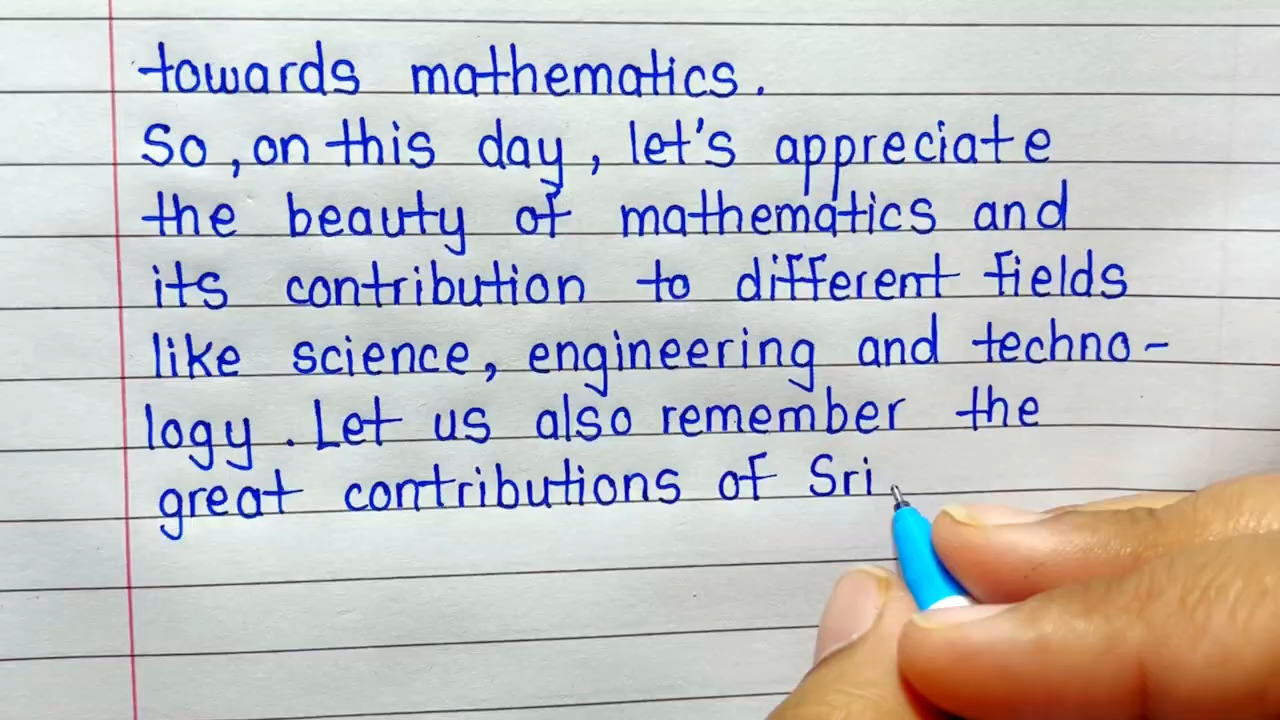 towards mathematics.
So, on this day, let's appreciate
the beauty of mathematics and
its contribution to different fields
like science, engineering and techno-
logy. Let us also remember the
great contributions of Sri